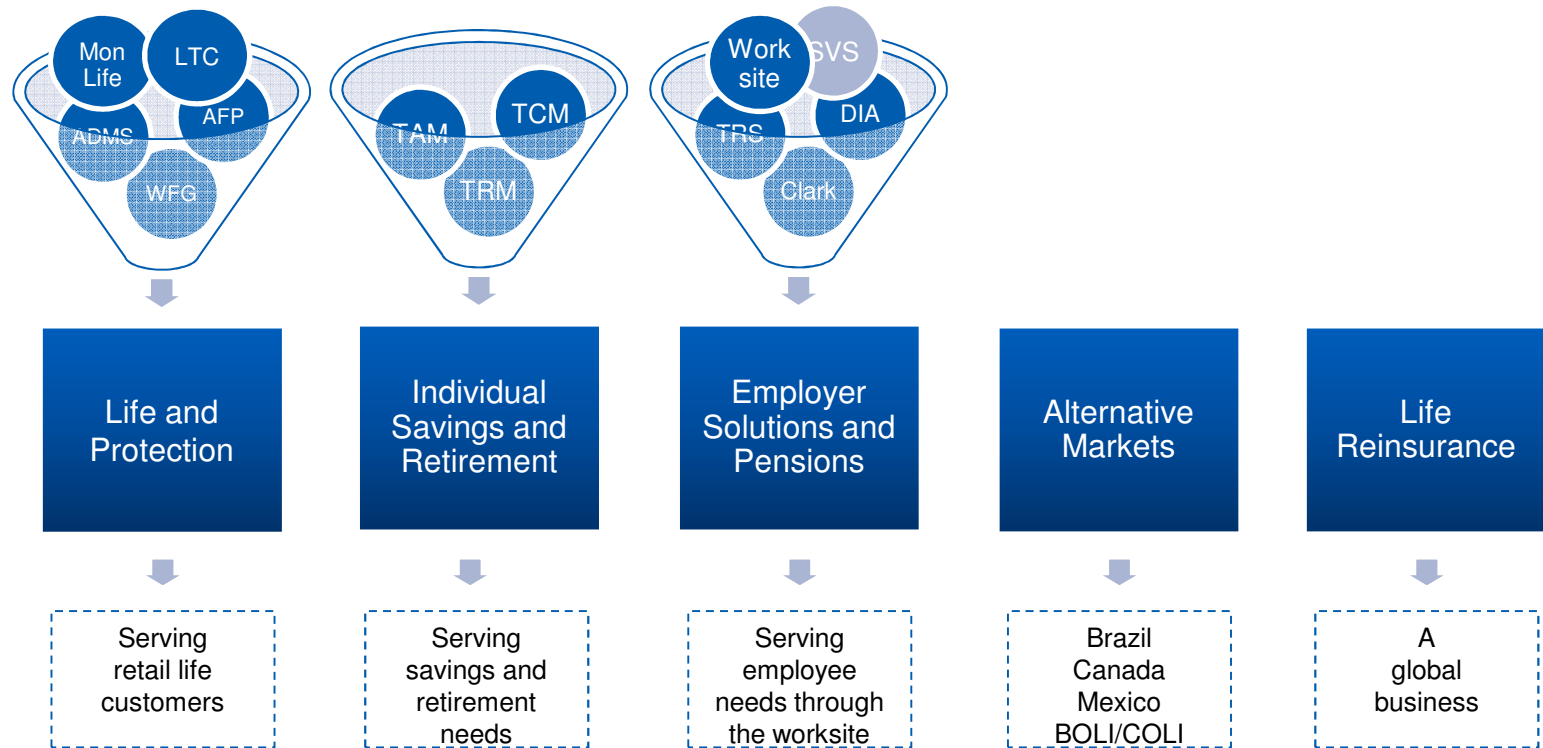 Mon
Life
LTC
ADMS
AFP
WFG
TAM
TCM
TRM
Work
site
SVS
TRS
DIA
Clark
Life and
Protection
Individual
Savings and
Retirement
Employer
Solutions and
Pensions
Alternative
Markets
Life
Reinsurance
Serving
retail life
customers
Serving
savings and
retirement
needs
Serving
employee
needs through
the worksite
Brazil
Canada
Mexico
BOLI/COLI
A
global
business